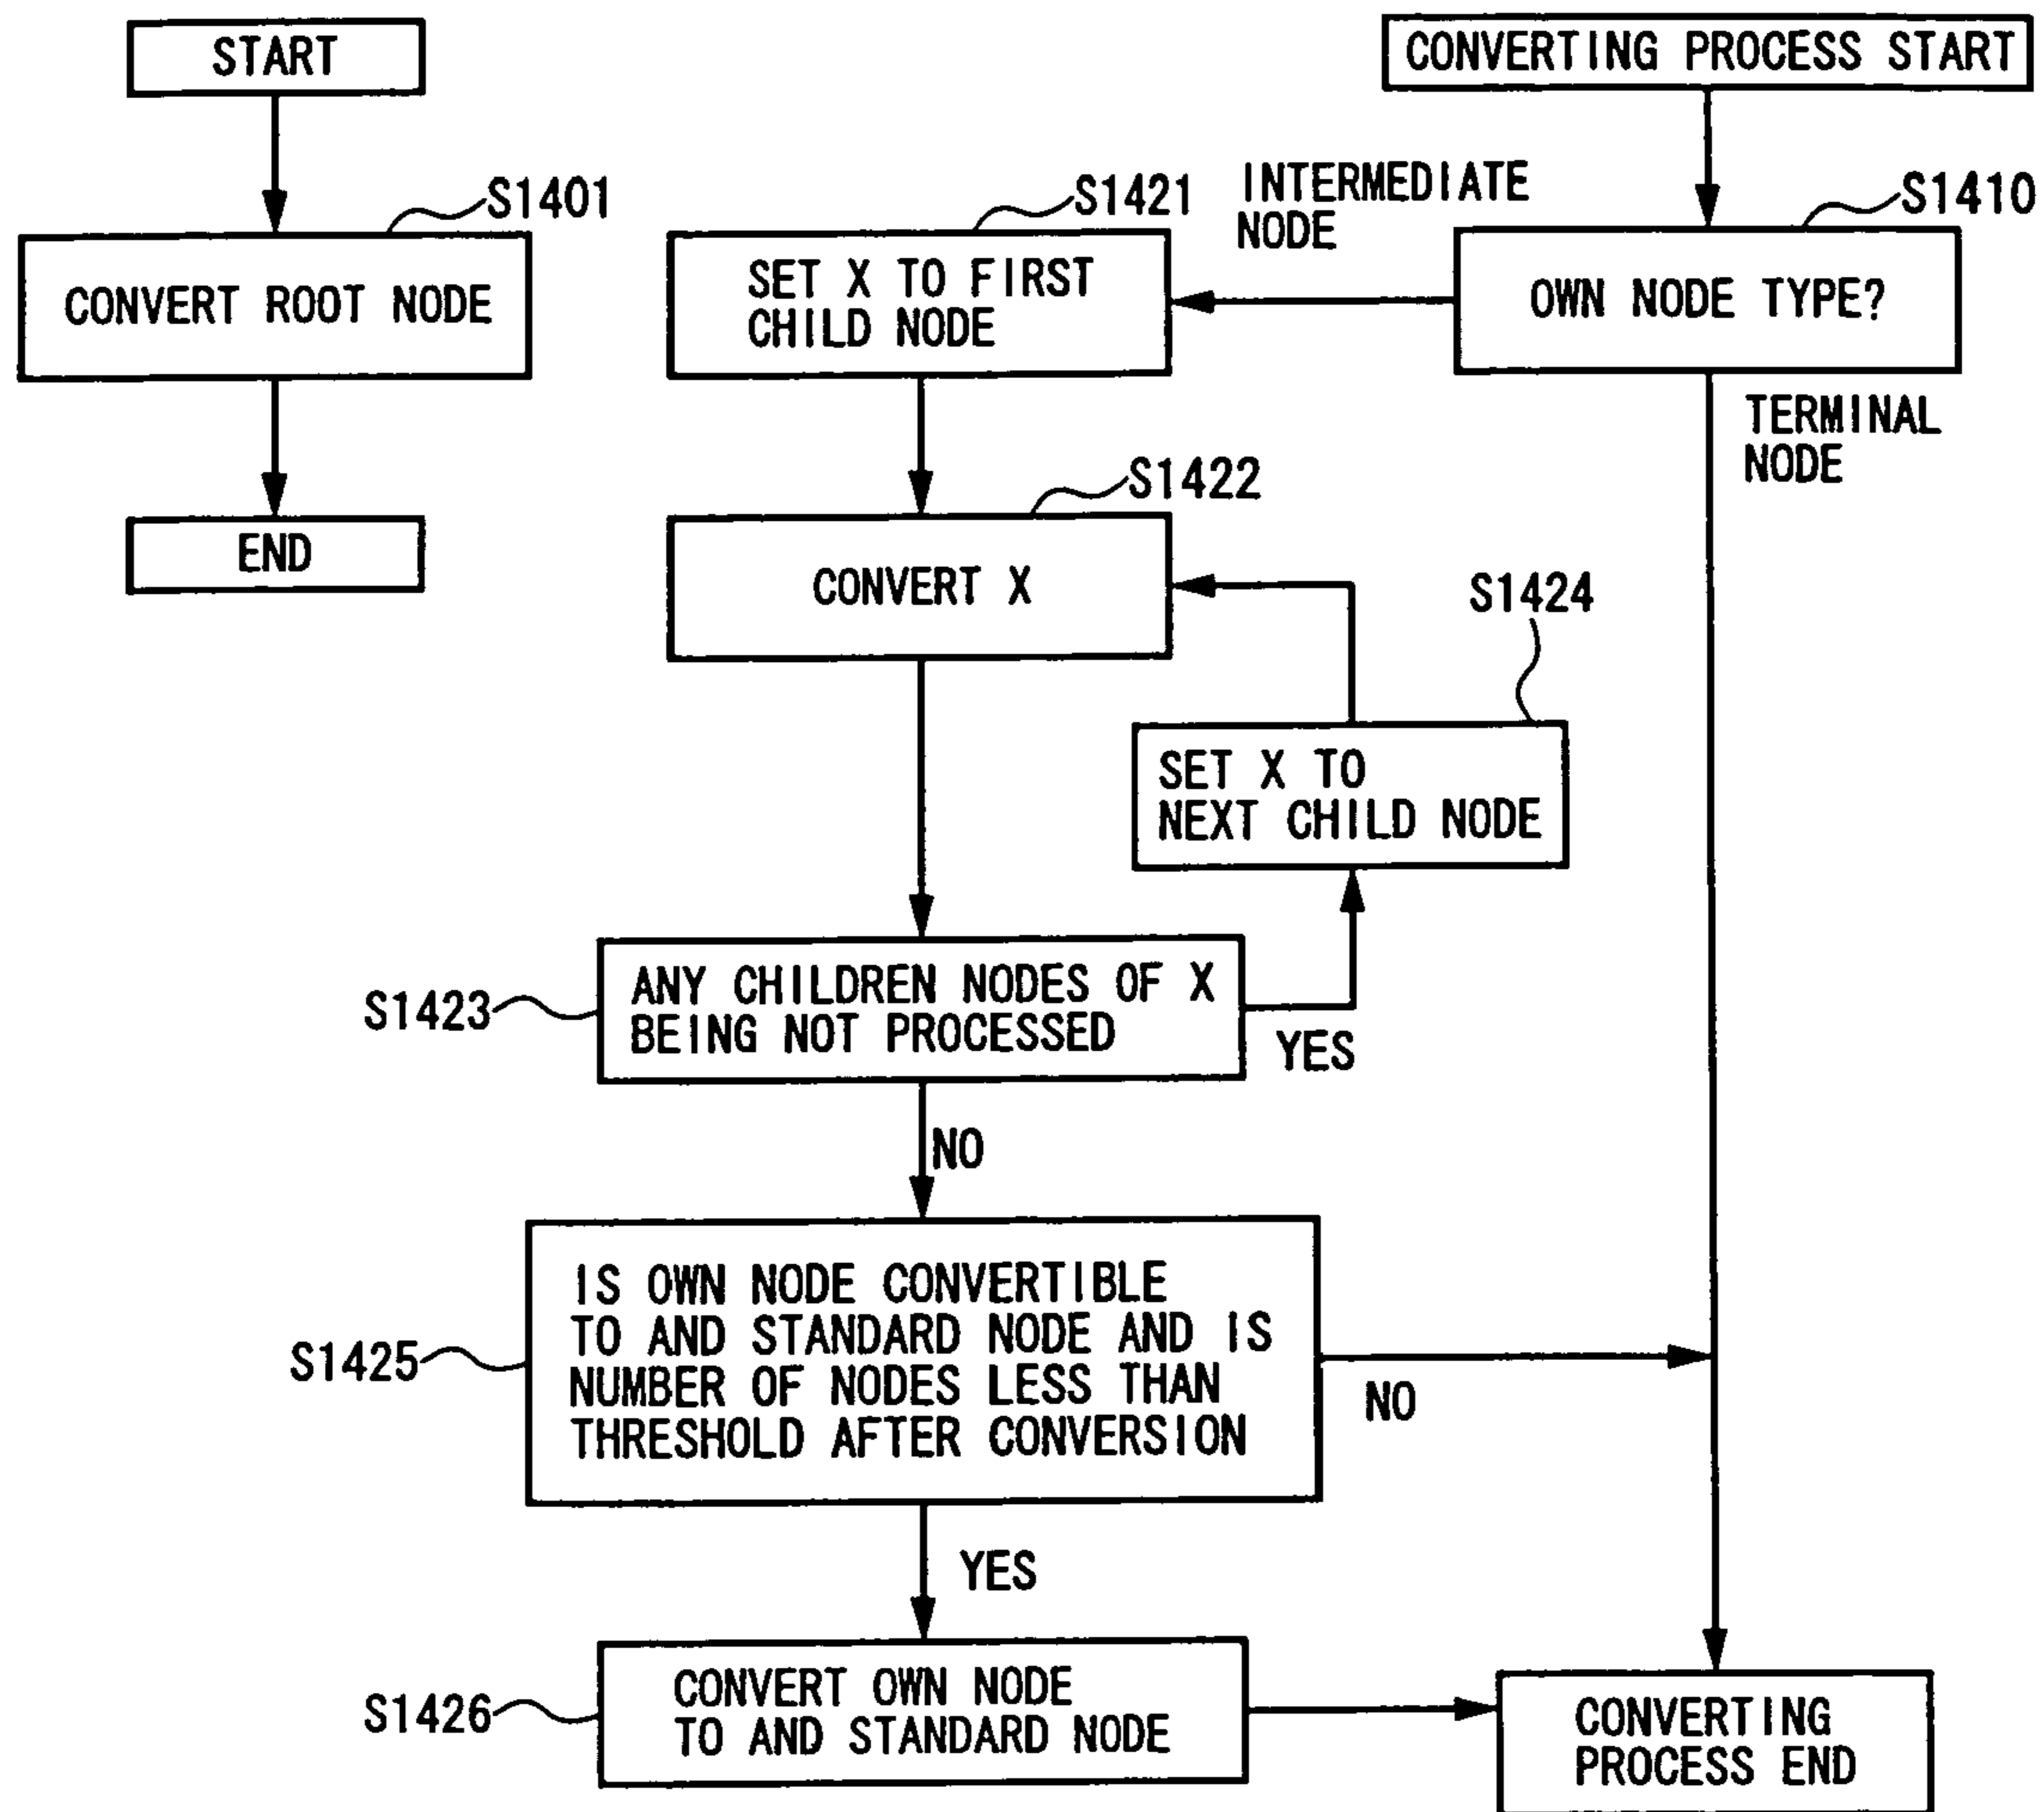 START
S1401
CONVERT ROOT NODE
END
CONVERTING PROCESS START
S1410
OWN NODE TYPE?
INTERMEDIATE
NODE
TERMINAL
NODE
S1421
SET X TO FIRST
CHILD NODE
S1422
CONVERT X
S1424
SET X TO
NEXT CHILD NODE
S1423
ANY CHILDREN NODES OF X
BEING NOT PROCESSED
YES
NO
S1425
IS OWN NODE CONVERTIBLE
TO AND STANDARD NODE AND IS
NUMBER OF NODES LESS THAN
THRESHOLD AFTER CONVERSION
NO
YES
S1426
CONVERT OWN NODE
TO AND STANDARD NODE
CONVERTING
PROCESS END